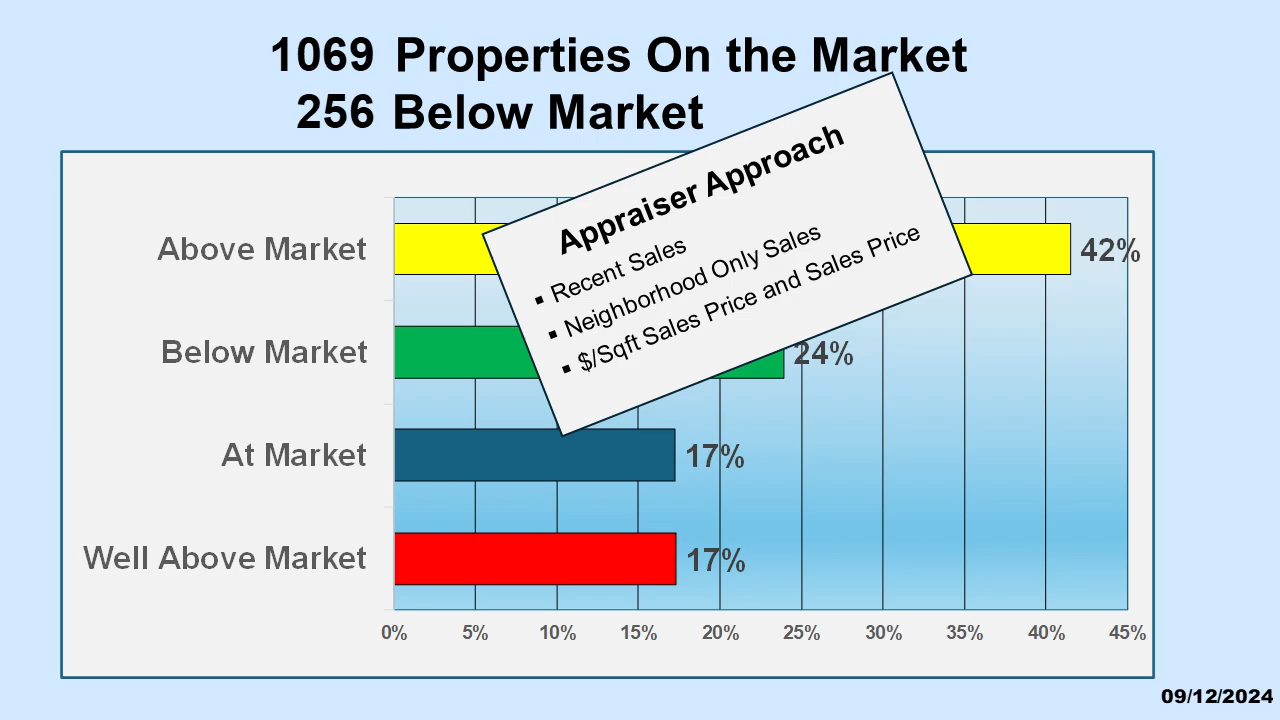 1069 Properties On the Market
256 Below Market
Appraiser Approach
▪ Recent Sales
▪ Neighborhood Only Sales
▪ $/Sqft Sales Price and Sales Price
Above Market 42%
Below Market 24%
At Market 17%
Well Above Market 17%
0% 5% 10% 15% 20% 25% 30% 35% 40% 45%
09/12/2024